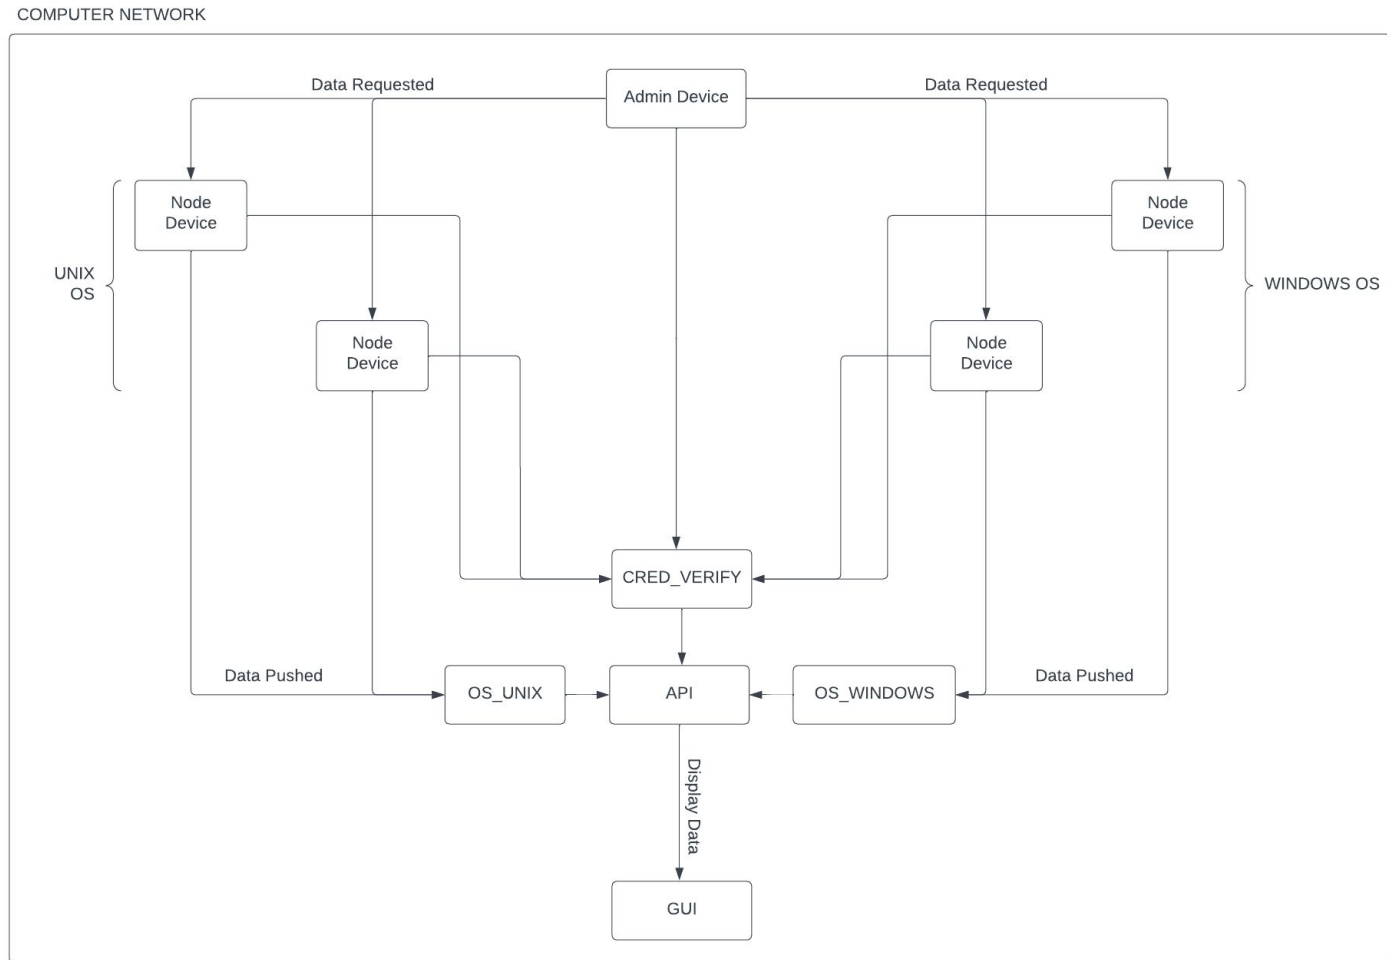 COMPUTER NETWORK
Data Requested
Admin Device
Data Requested
Node
Device
Node
Device
UNIX
OS
WINDOWS OS
Node
Device
Node
Device
CRED_VERIFY
Data Pushed
OS_UNIX
API
OS_WINDOWS
Data Pushed
Display Data
GUI